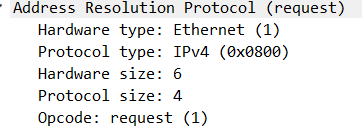 Address Resolution Protocol (request)
Hardware type: Ethernet (1)
Protocol type: IPv4 (0x0800)
Hardware size: 6
Protocol size: 4
Opcode: request (1)